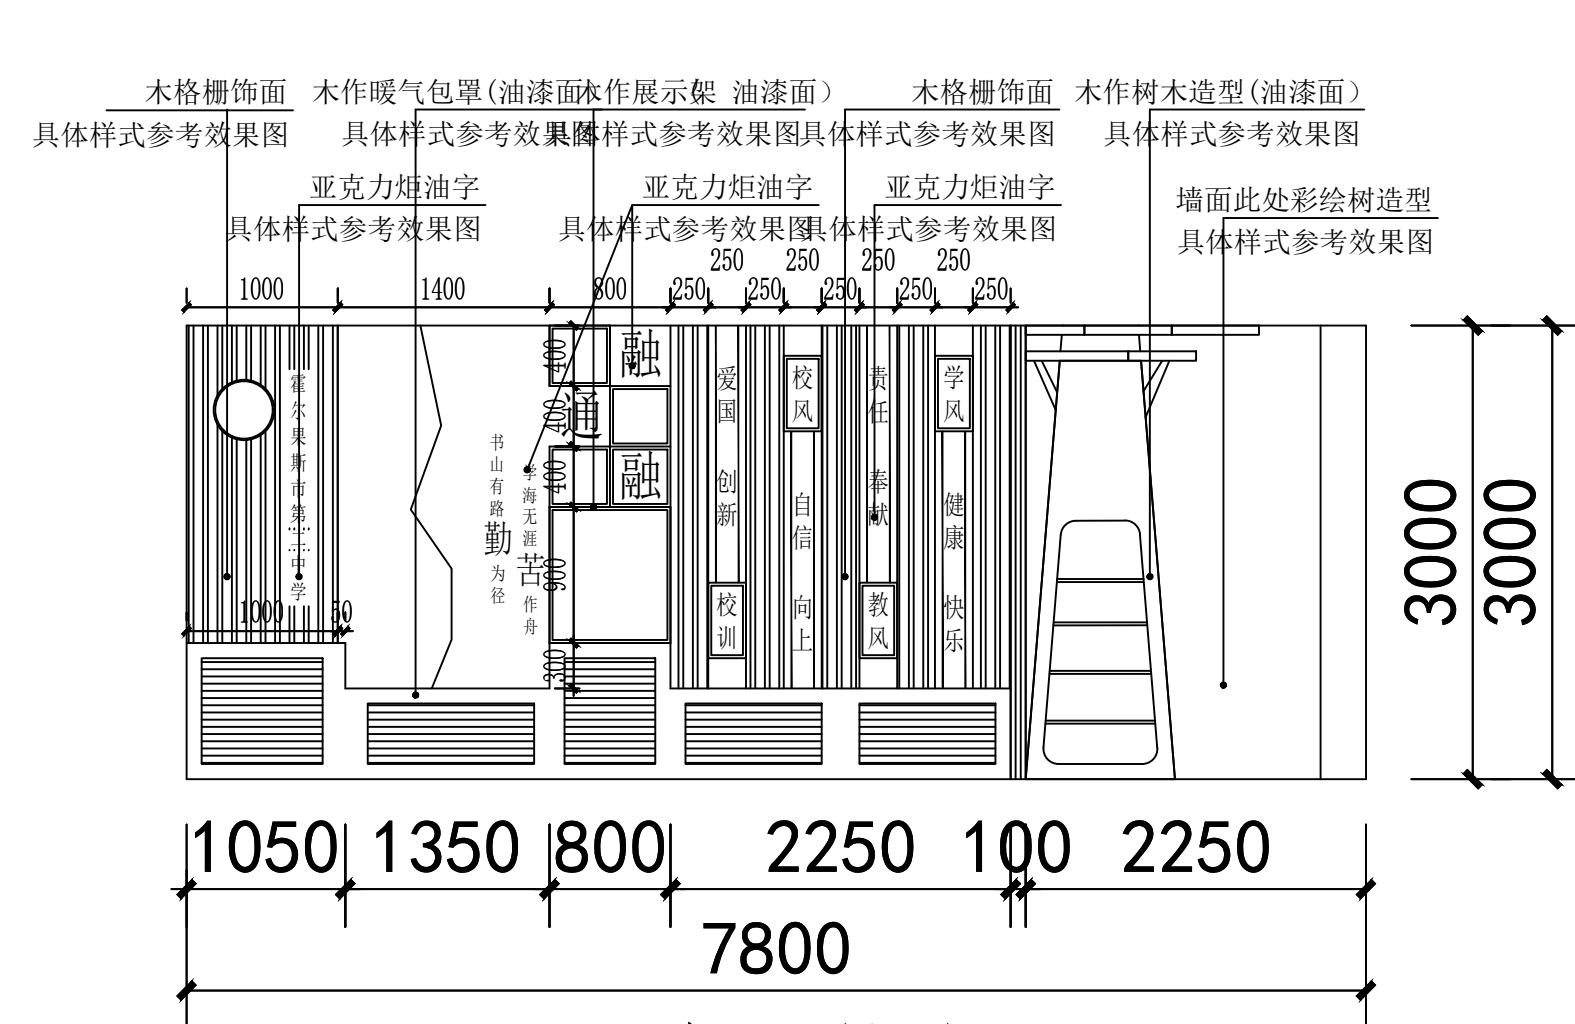 木格栅饰面
具体样式参考效果图
木作暖气包罩(油漆面)
具体样式参考效果图
木作展示架(油漆面)
具体样式参考效果图
木格栅饰面
具体样式参考效果图
木作树木造型(油漆面)
具体样式参考效果图
亚克力炬油字
具体样式参考效果图
亚克力炬油字
具体样式参考效果图
亚克力炬油字
具体样式参考效果图
墙面此处彩绘树造型
具体样式参考效果图
250 250 250 250
1000 1400 800 250 250 250 250 250
霍尔果斯市第三中学
1000 50
书山有路勤为径
学海无涯苦作舟
400
400
400
900
300
融
通
融
爱国 创新
校训
校风
自信 向上
责任 奉献
教风
学风
健康 快乐
3000
3000
1050 1350 800 2250 100 2250
7800